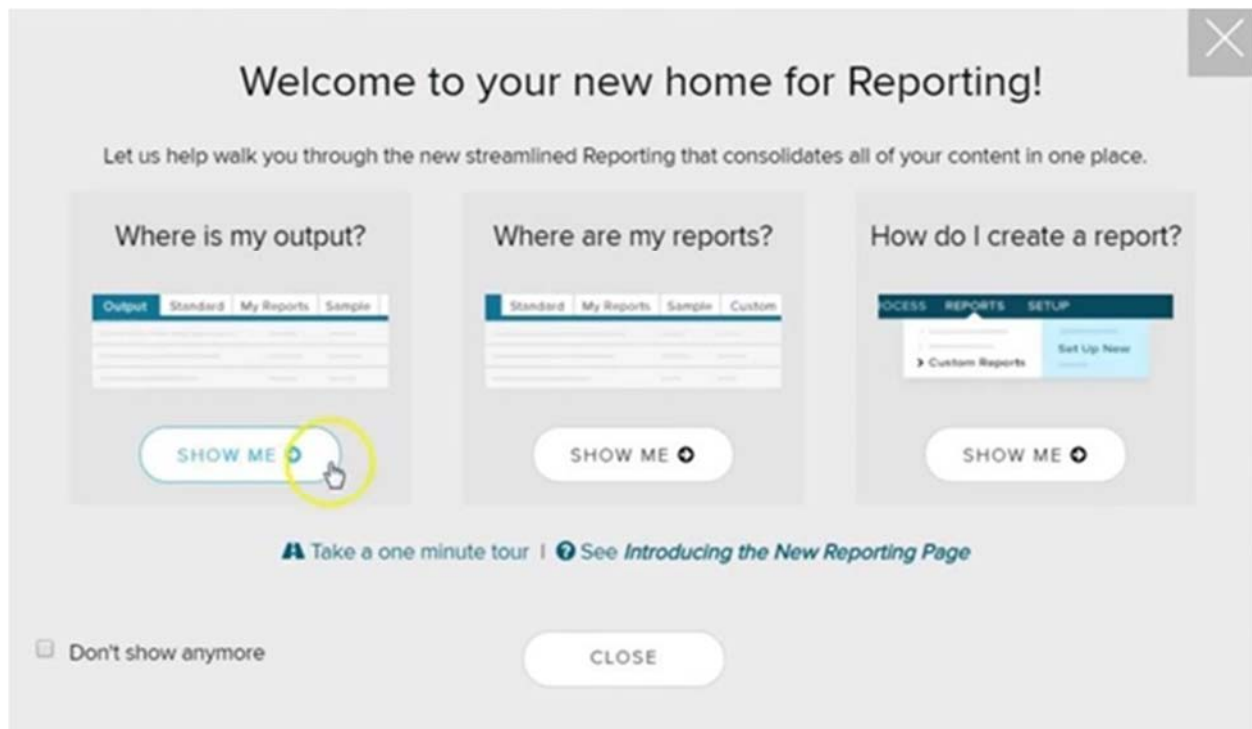 Welcome to your new home for Reporting!
Let us help walk you through the new streamlined Reporting that consolidates all of your content in one place.
Where is my output?
Output Standard My Reports Sample
SHOW ME
Where are my reports?
Standard My Reports Sample Custom
SHOW ME
How do I create a report?
OCESS REPORTS SETUP
Set Up New
> Custom Reports
SHOW ME
Take a one minute tour | ? See Introducing the New Reporting Page
Don't show anymore
CLOSE